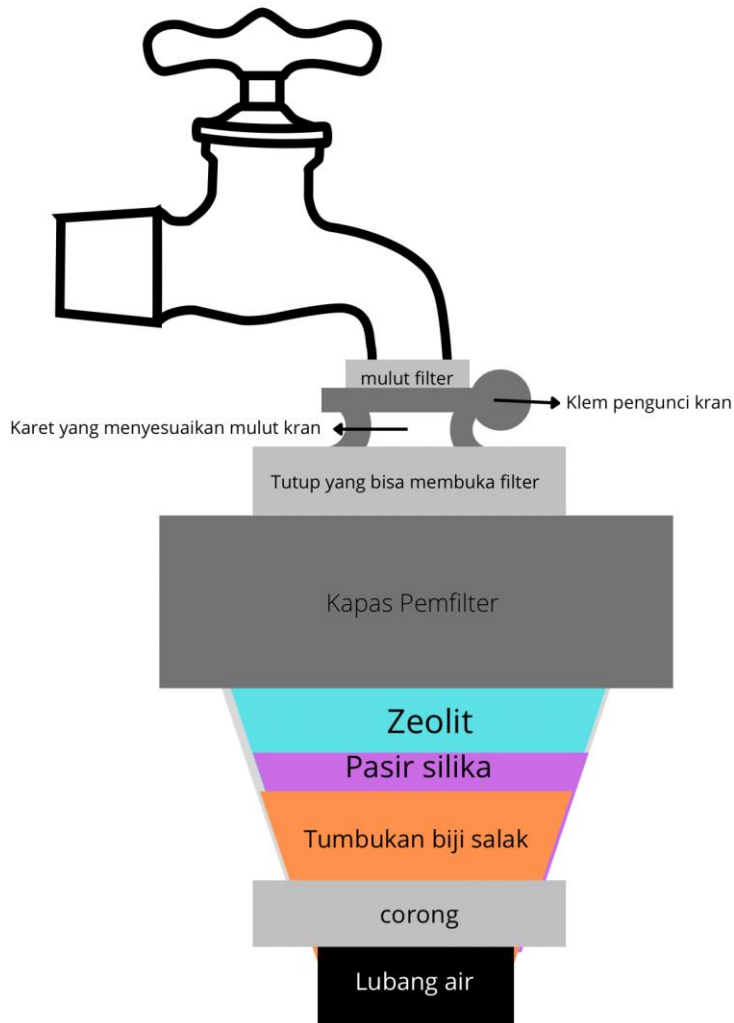 mulut filter
Klem pengunci kran
Karet yang menyesuaikan mulut kran
Tutup yang bisa membuka filter
Kapas Pemfilter
Zeolit
Pasir silika
Tumbukan biji salak
corong
Lubang air